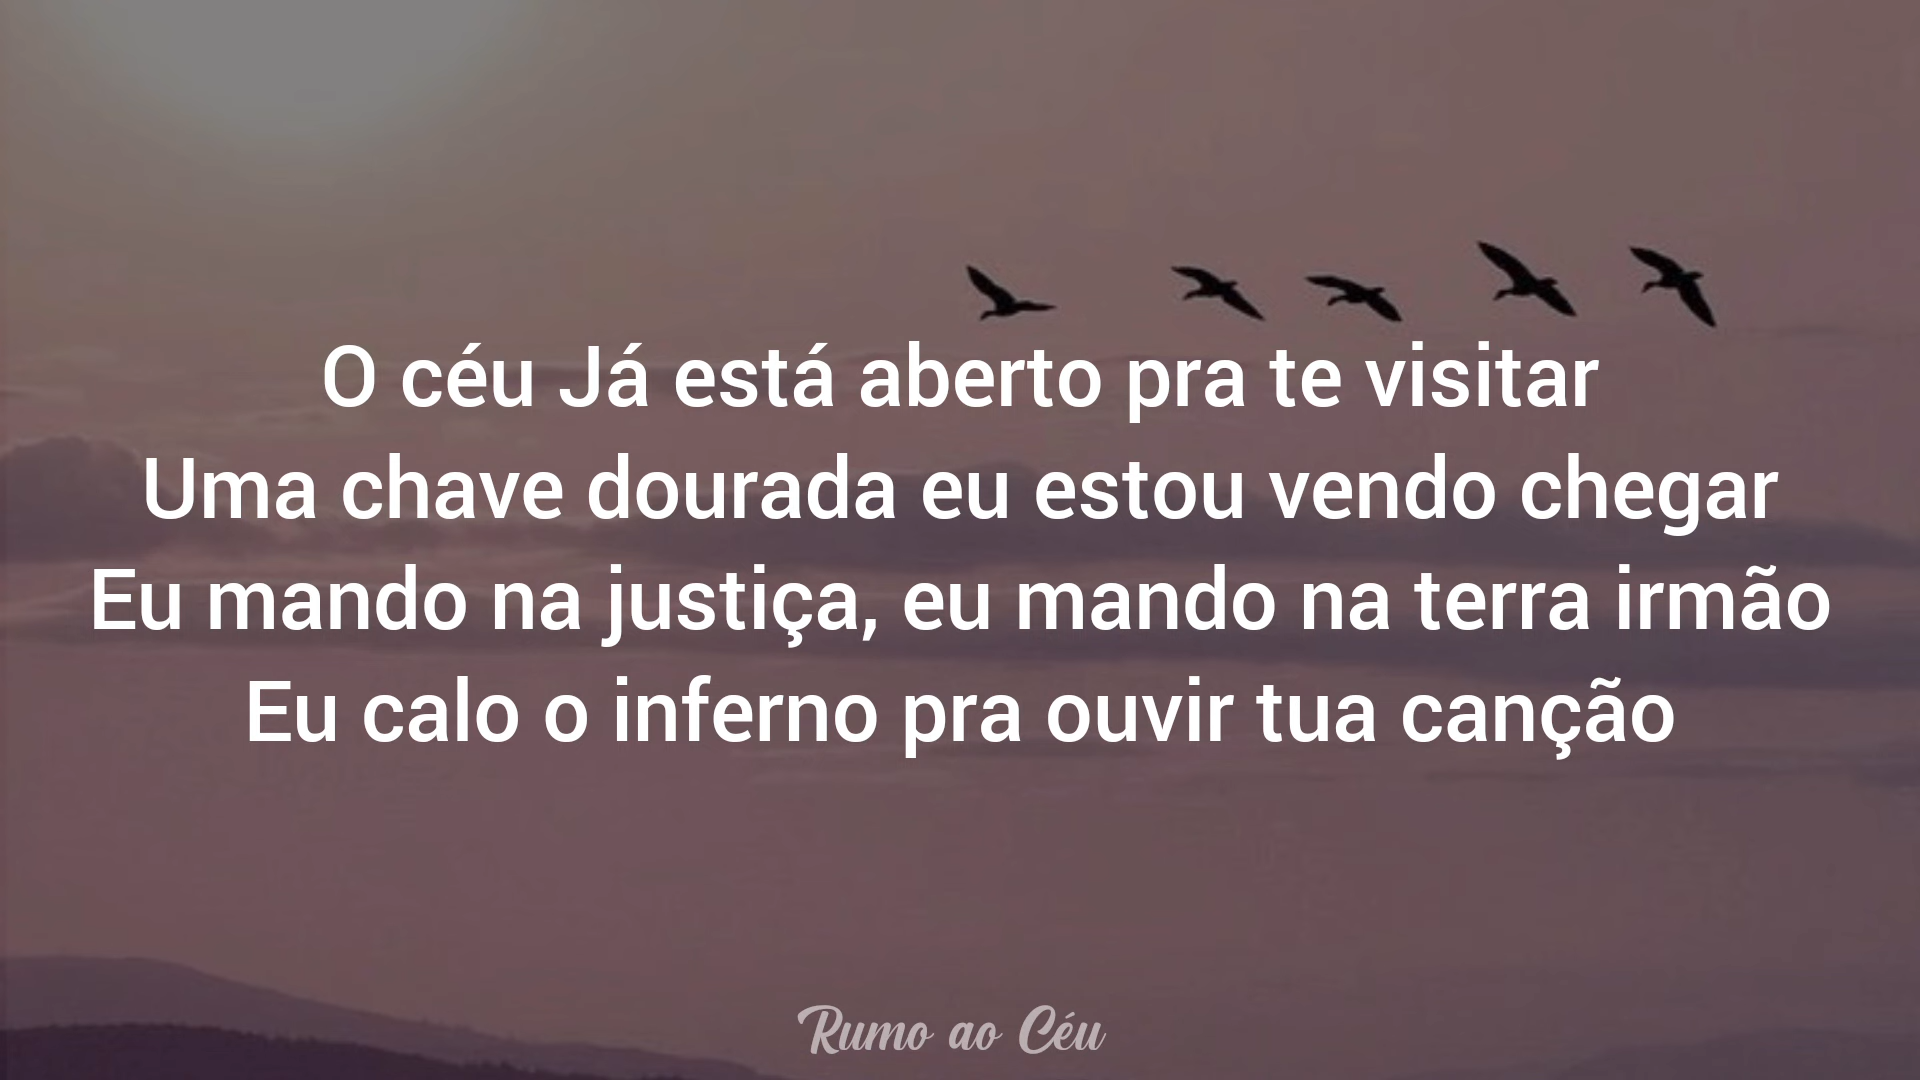 O céu Já está aberto pra te visitar
Uma chave dourada eu estou vendo chegar
Eu mando na justiça, eu mando na terra irmão
Eu calo o inferno pra ouvir tua canção
Rumo ao Céu